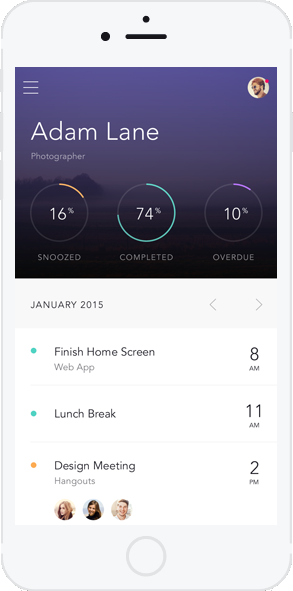 Adam Lane
Photographer
16%
74%
10%
SNOOZED
COMPLETED
OVERDUE
JANUARY 2015
Finish Home Screen
Web App
8
AM
Lunch Break
11
AM
Design Meeting
Hangouts
2
PM